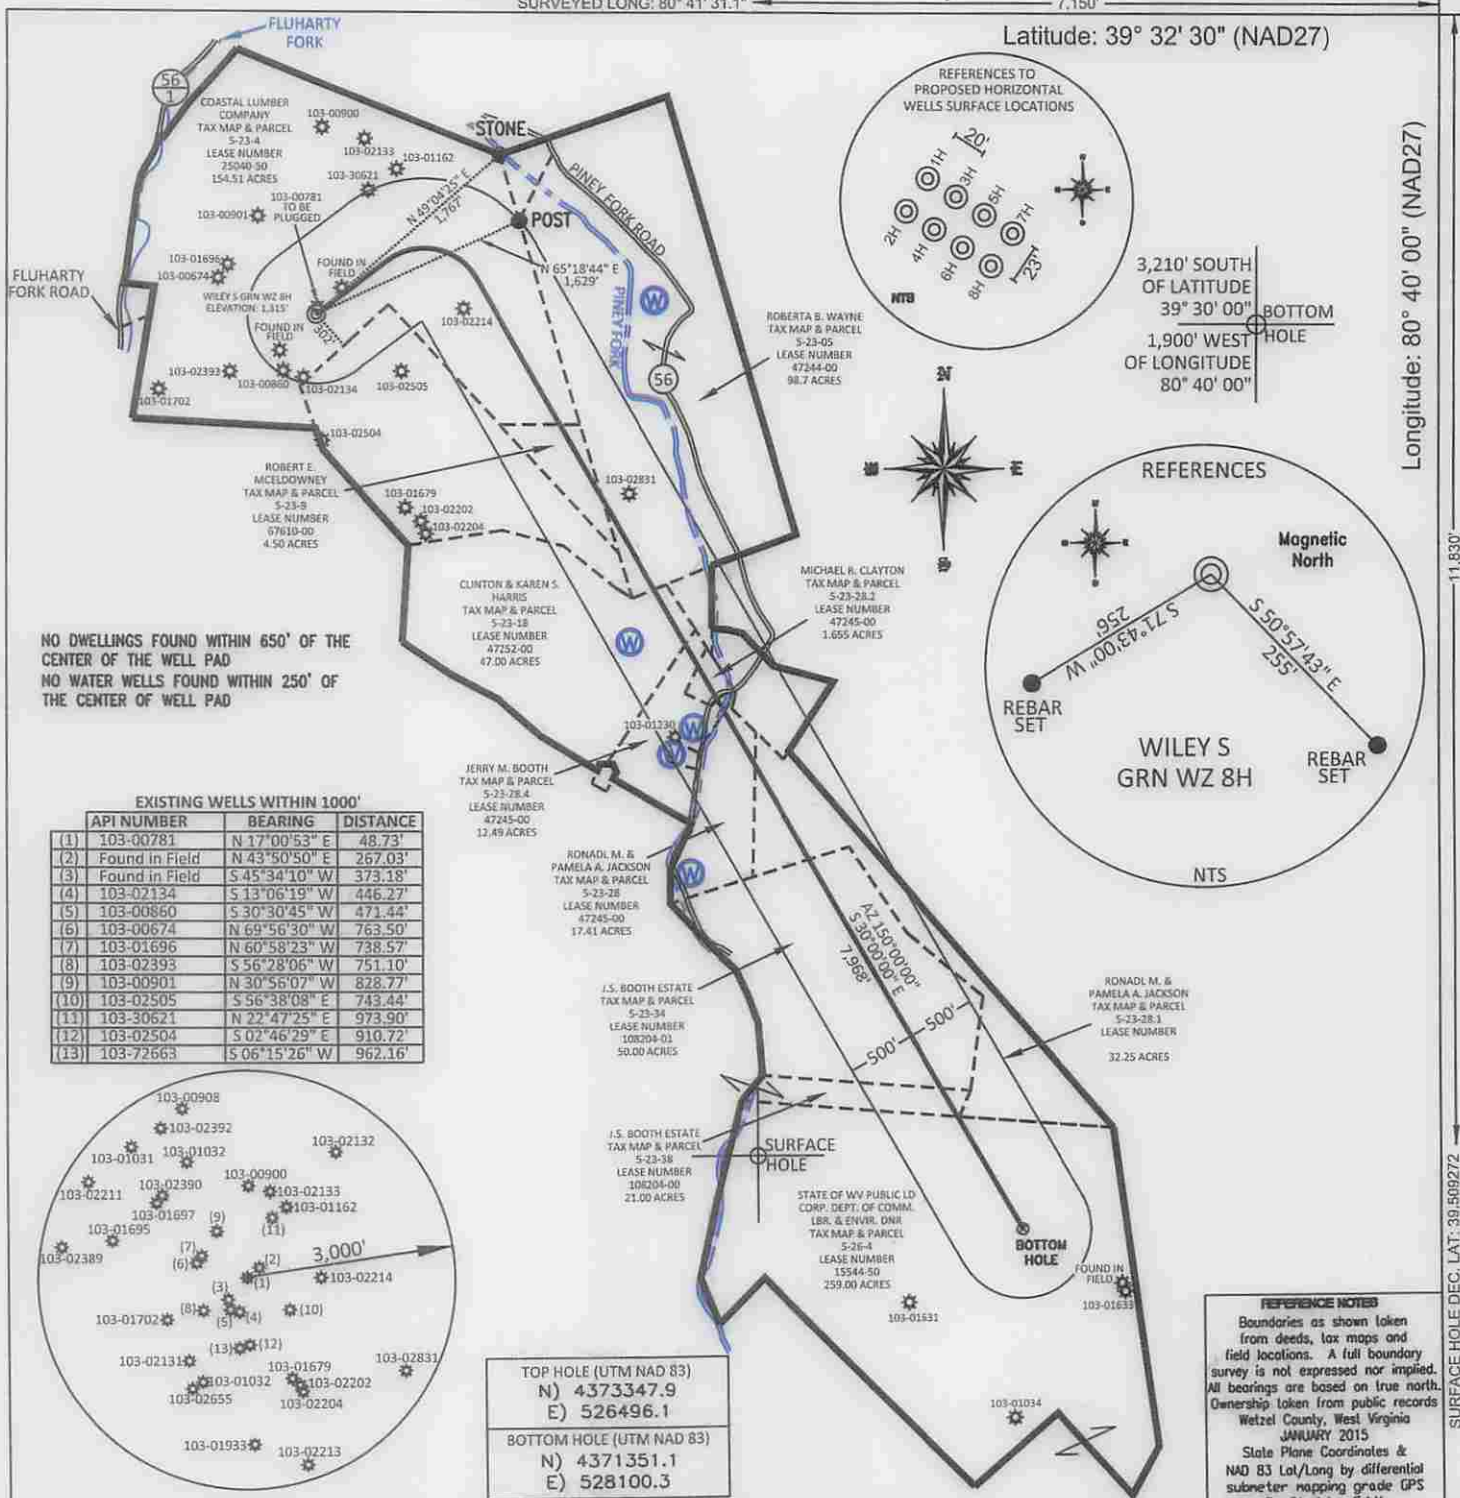 SURVEYED LONG: 80° 41' 31.1"
7,150'
Latitude: 39° 32' 30" (NAD27)
Longitude: 80° 40' 00" (NAD27)
11,830'
SURFACE HOLE DEC. LAT: 39.509272
FLUHARTY
FORK
56
1
COASTAL LUMBER
COMPANY
TAX MAP & PARCEL
5-23-4
LEASE NUMBER
25040-50
154.51 ACRES
103-00900
103-02133
103-01162
103-30621
103-00781
TO BE
PLUGGED
103-00901
103-01696
103-00674
FLUHARTY
FORK ROAD
WILEY S GRN WZ 8H
ELEVATION: 1,315'
FOUND IN
FIELD
FOUND IN
FIELD
302'
103-02393
103-00860
103-02134
103-02505
103-01702
103-02504
103-02214
STONE
POST
N 49°04'25" E
1,767'
N 65°18'44" E
1,629'
PINEY FORK ROAD
PINEY FORK
W
56
ROBERTA B. WAYNE
TAX MAP & PARCEL
5-23-05
LEASE NUMBER
47244-00
98.7 ACRES
REFERENCES TO
PROPOSED HORIZONTAL
WELLS SURFACE LOCATIONS
20'
1H
3H
5H
7H
2H
4H
6H
8H
23'
NTS
3,210' SOUTH
OF LATITUDE
39° 30' 00"
BOTTOM
HOLE
1,900' WEST
OF LONGITUDE
80° 40' 00"
N
E
REFERENCES
Magnetic
North
S 71°43'00" W
256'
S 50°57'43" E
255'
REBAR
SET
REBAR
SET
WILEY S
GRN WZ 8H
NTS
ROBERT E.
MCELDOWNEY
TAX MAP & PARCEL
5-23-9
LEASE NUMBER
67610-00
4.50 ACRES
103-01679
103-02202
103-02204
103-02831
CLINTON & KAREN S.
HARRIS
TAX MAP & PARCEL
5-23-18
LEASE NUMBER
47252-00
47.00 ACRES
W
MICHAEL R. CLAYTON
TAX MAP & PARCEL
5-23-28.2
LEASE NUMBER
47245-00
1.655 ACRES
NO DWELLINGS FOUND WITHIN 650' OF THE
CENTER OF THE WELL PAD
NO WATER WELLS FOUND WITHIN 250' OF
THE CENTER OF WELL PAD
103-01230
W
W
JERRY M. BOOTH
TAX MAP & PARCEL
5-23-28.4
LEASE NUMBER
47245-00
12.49 ACRES
W
RONADL M. &
PAMELA A. JACKSON
TAX MAP & PARCEL
5-23-28
LEASE NUMBER
47245-00
17.41 ACRES
AZ 150°00'00"
S 30°00'00" E
7,968'
500'
500'
J.S. BOOTH ESTATE
TAX MAP & PARCEL
5-23-34
LEASE NUMBER
108204-01
50.00 ACRES
RONADL M. &
PAMELA A. JACKSON
TAX MAP & PARCEL
5-23-28.1
LEASE NUMBER
32.25 ACRES
J.S. BOOTH ESTATE
TAX MAP & PARCEL
5-23-38
LEASE NUMBER
108204-00
21.00 ACRES
SURFACE
HOLE
STATE OF WV PUBLIC LD
CORP. DEPT. OF COMM.
LBR. & ENVIR. DNR
TAX MAP & PARCEL
5-26-4
LEASE NUMBER
15544-50
259.00 ACRES
BOTTOM
HOLE
FOUND IN
FIELD
103-01633
103-01631
103-01034
EXISTING WELLS WITHIN 1000'
API NUMBER BEARING DISTANCE
(1) 103-00781 N 17°00'53" E 48.73'
(2) Found in Field N 43°50'50" E 267.03'
(3) Found in Field S 45°34'10" W 373.18'
(4) 103-02134 S 13°06'19" W 446.27'
(5) 103-00860 S 30°30'45" W 471.44'
(6) 103-00674 N 69°56'30" W 763.50'
(7) 103-01696 N 60°58'23" W 738.57'
(8) 103-02393 S 56°28'06" W 751.10'
(9) 103-00901 N 30°56'07" W 828.77'
(10) 103-02505 S 56°38'08" E 743.44'
(11) 103-30621 N 22°47'25" E 973.90'
(12) 103-02504 S 02°46'29" E 910.72'
(13) 103-72663 S 06°15'26" W 962.16'
103-00908
103-02392
103-02132
103-01031
103-01032
103-02211
103-02390
103-00900
103-02133
103-01162
103-01697
103-01695
(9)
(11)
103-02389
(7)
(6)
(2)
(1)
3,000'
103-02214
(3)
(8)
(5)
(4)
(10)
103-01702
(13)
(12)
103-02131
103-01679
103-02831
103-01032
103-02202
103-02655
103-02204
103-01933
103-02213
TOP HOLE (UTM NAD 83)
N) 4373347.9
E) 526496.1
BOTTOM HOLE (UTM NAD 83)
N) 4371351.1
E) 528100.3
REFERENCE NOTES
Boundaries as shown taken
from deeds, tax maps and
field locations. A full boundary
survey is not expressed nor implied.
All bearings are based on true north.
Ownership taken from public records
Wetzel County, West Virginia
JANUARY 2015
State Plane Coordinates &
NAD 83 Lat/Long by differential
submeter mapping grade GPS